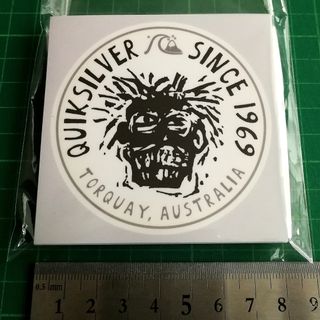 QUIKSILVER SINCE 1969
TORQUAY, AUSTRALIA
0.5 mm 1 2 3 4 5 6 7 8 9